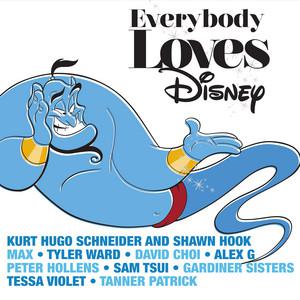 Everybody
Loves
Disney
KURT HUGO SCHNEIDER AND SHAWN HOOK
MAX • TYLER WARD • DAVID CHOI • ALEX G
PETER HOLLENS • SAM TSUI • GARDINER SISTERS
TESSA VIOLET • TANNER PATRICK